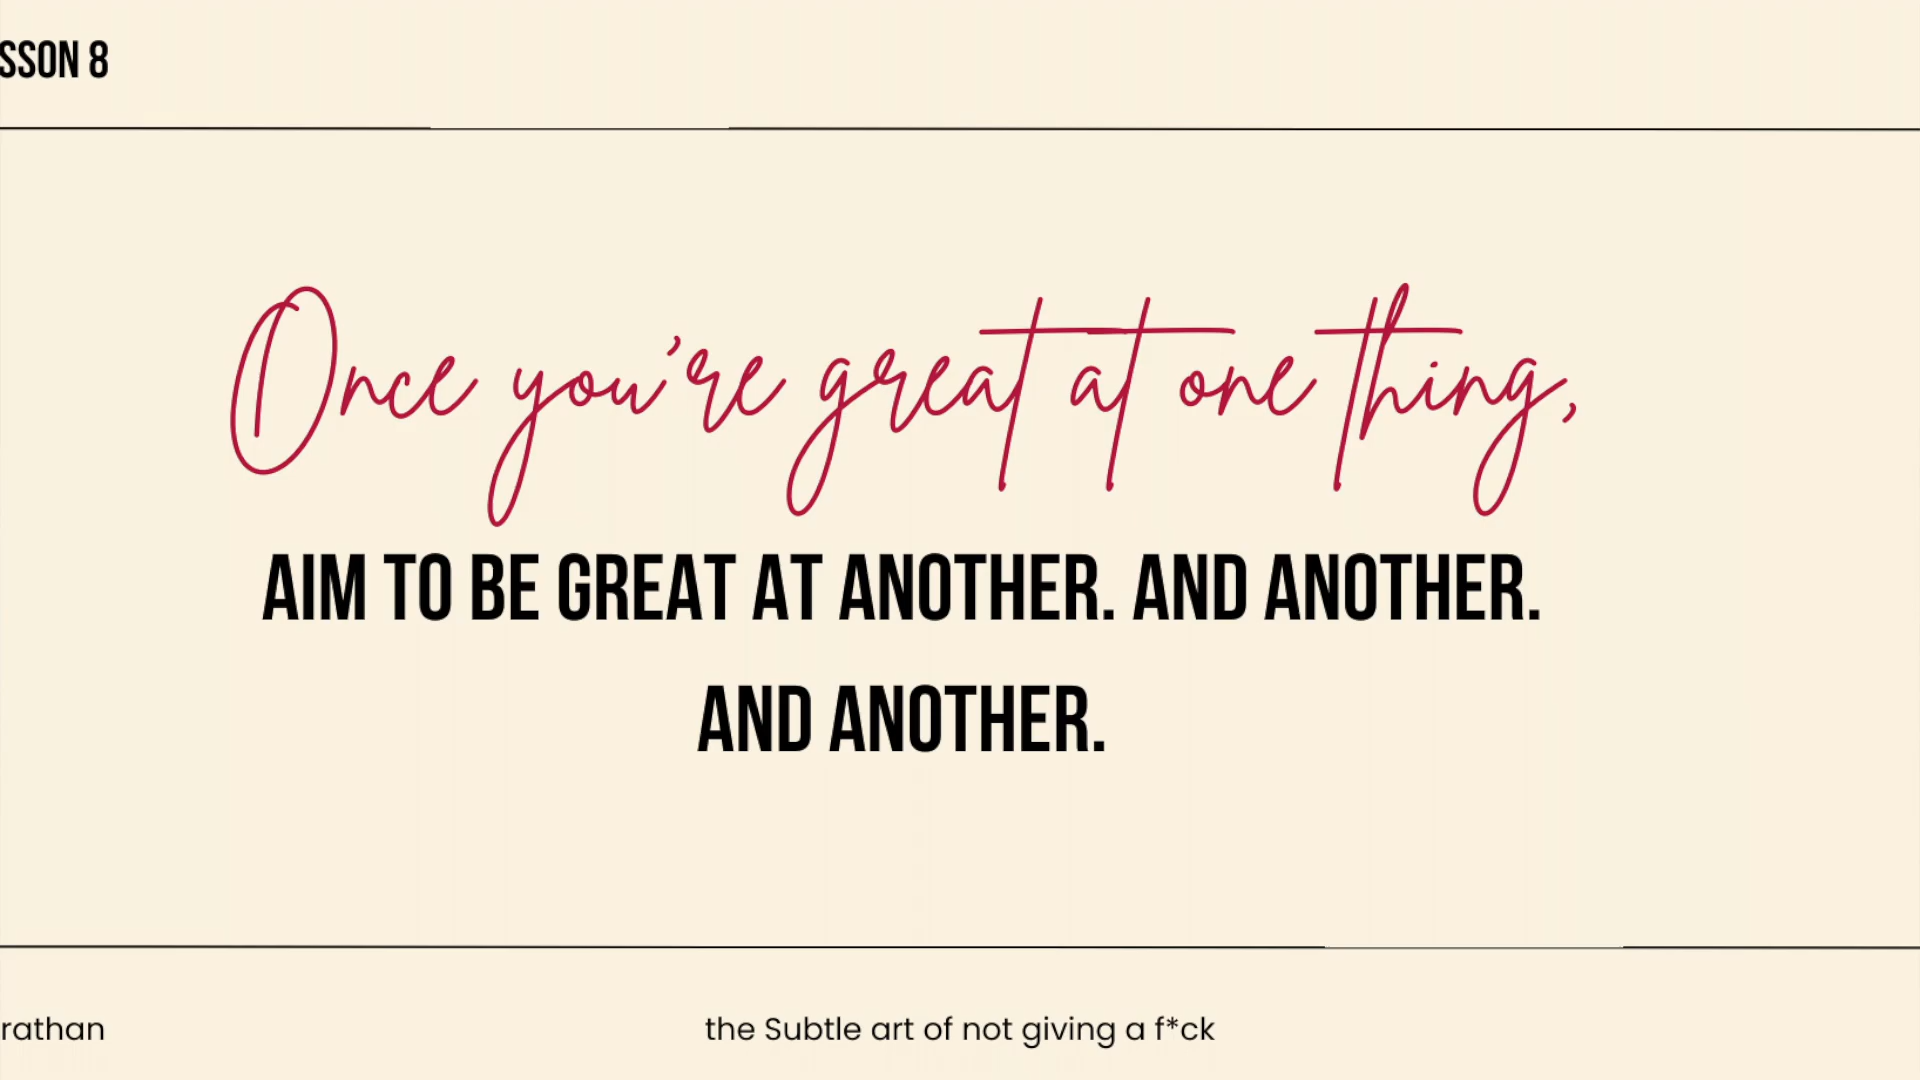 SSON 8
Once you're great at one thing,
AIM TO BE GREAT AT ANOTHER. AND ANOTHER.
AND ANOTHER.
rathan
the Subtle art of not giving a f*ck